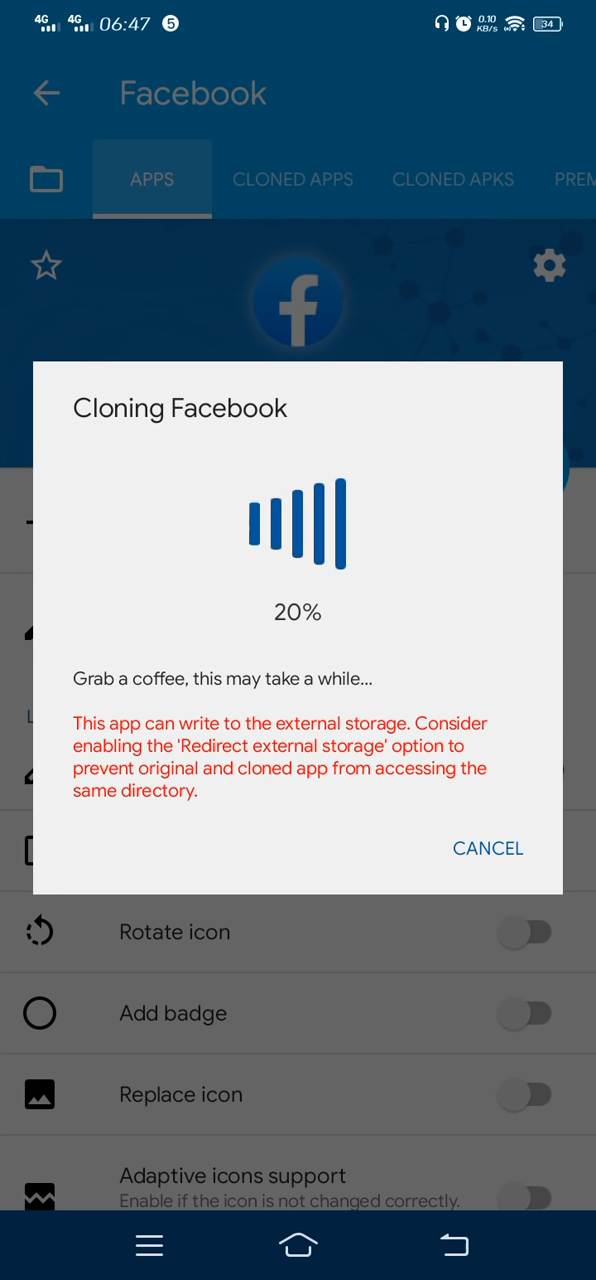 4G 4G 06:47 5 0.10 KB/s 34
Facebook
APPS CLONED APPS CLONED APKS PREM
Cloning Facebook
20%
Grab a coffee, this may take a while...
This app can write to the external storage. Consider
enabling the 'Redirect external storage' option to
prevent original and cloned app from accessing the
same directory.
CANCEL
Rotate icon
Add badge
Replace icon
Adaptive icons support
Enable if the icon is not changed correctly.